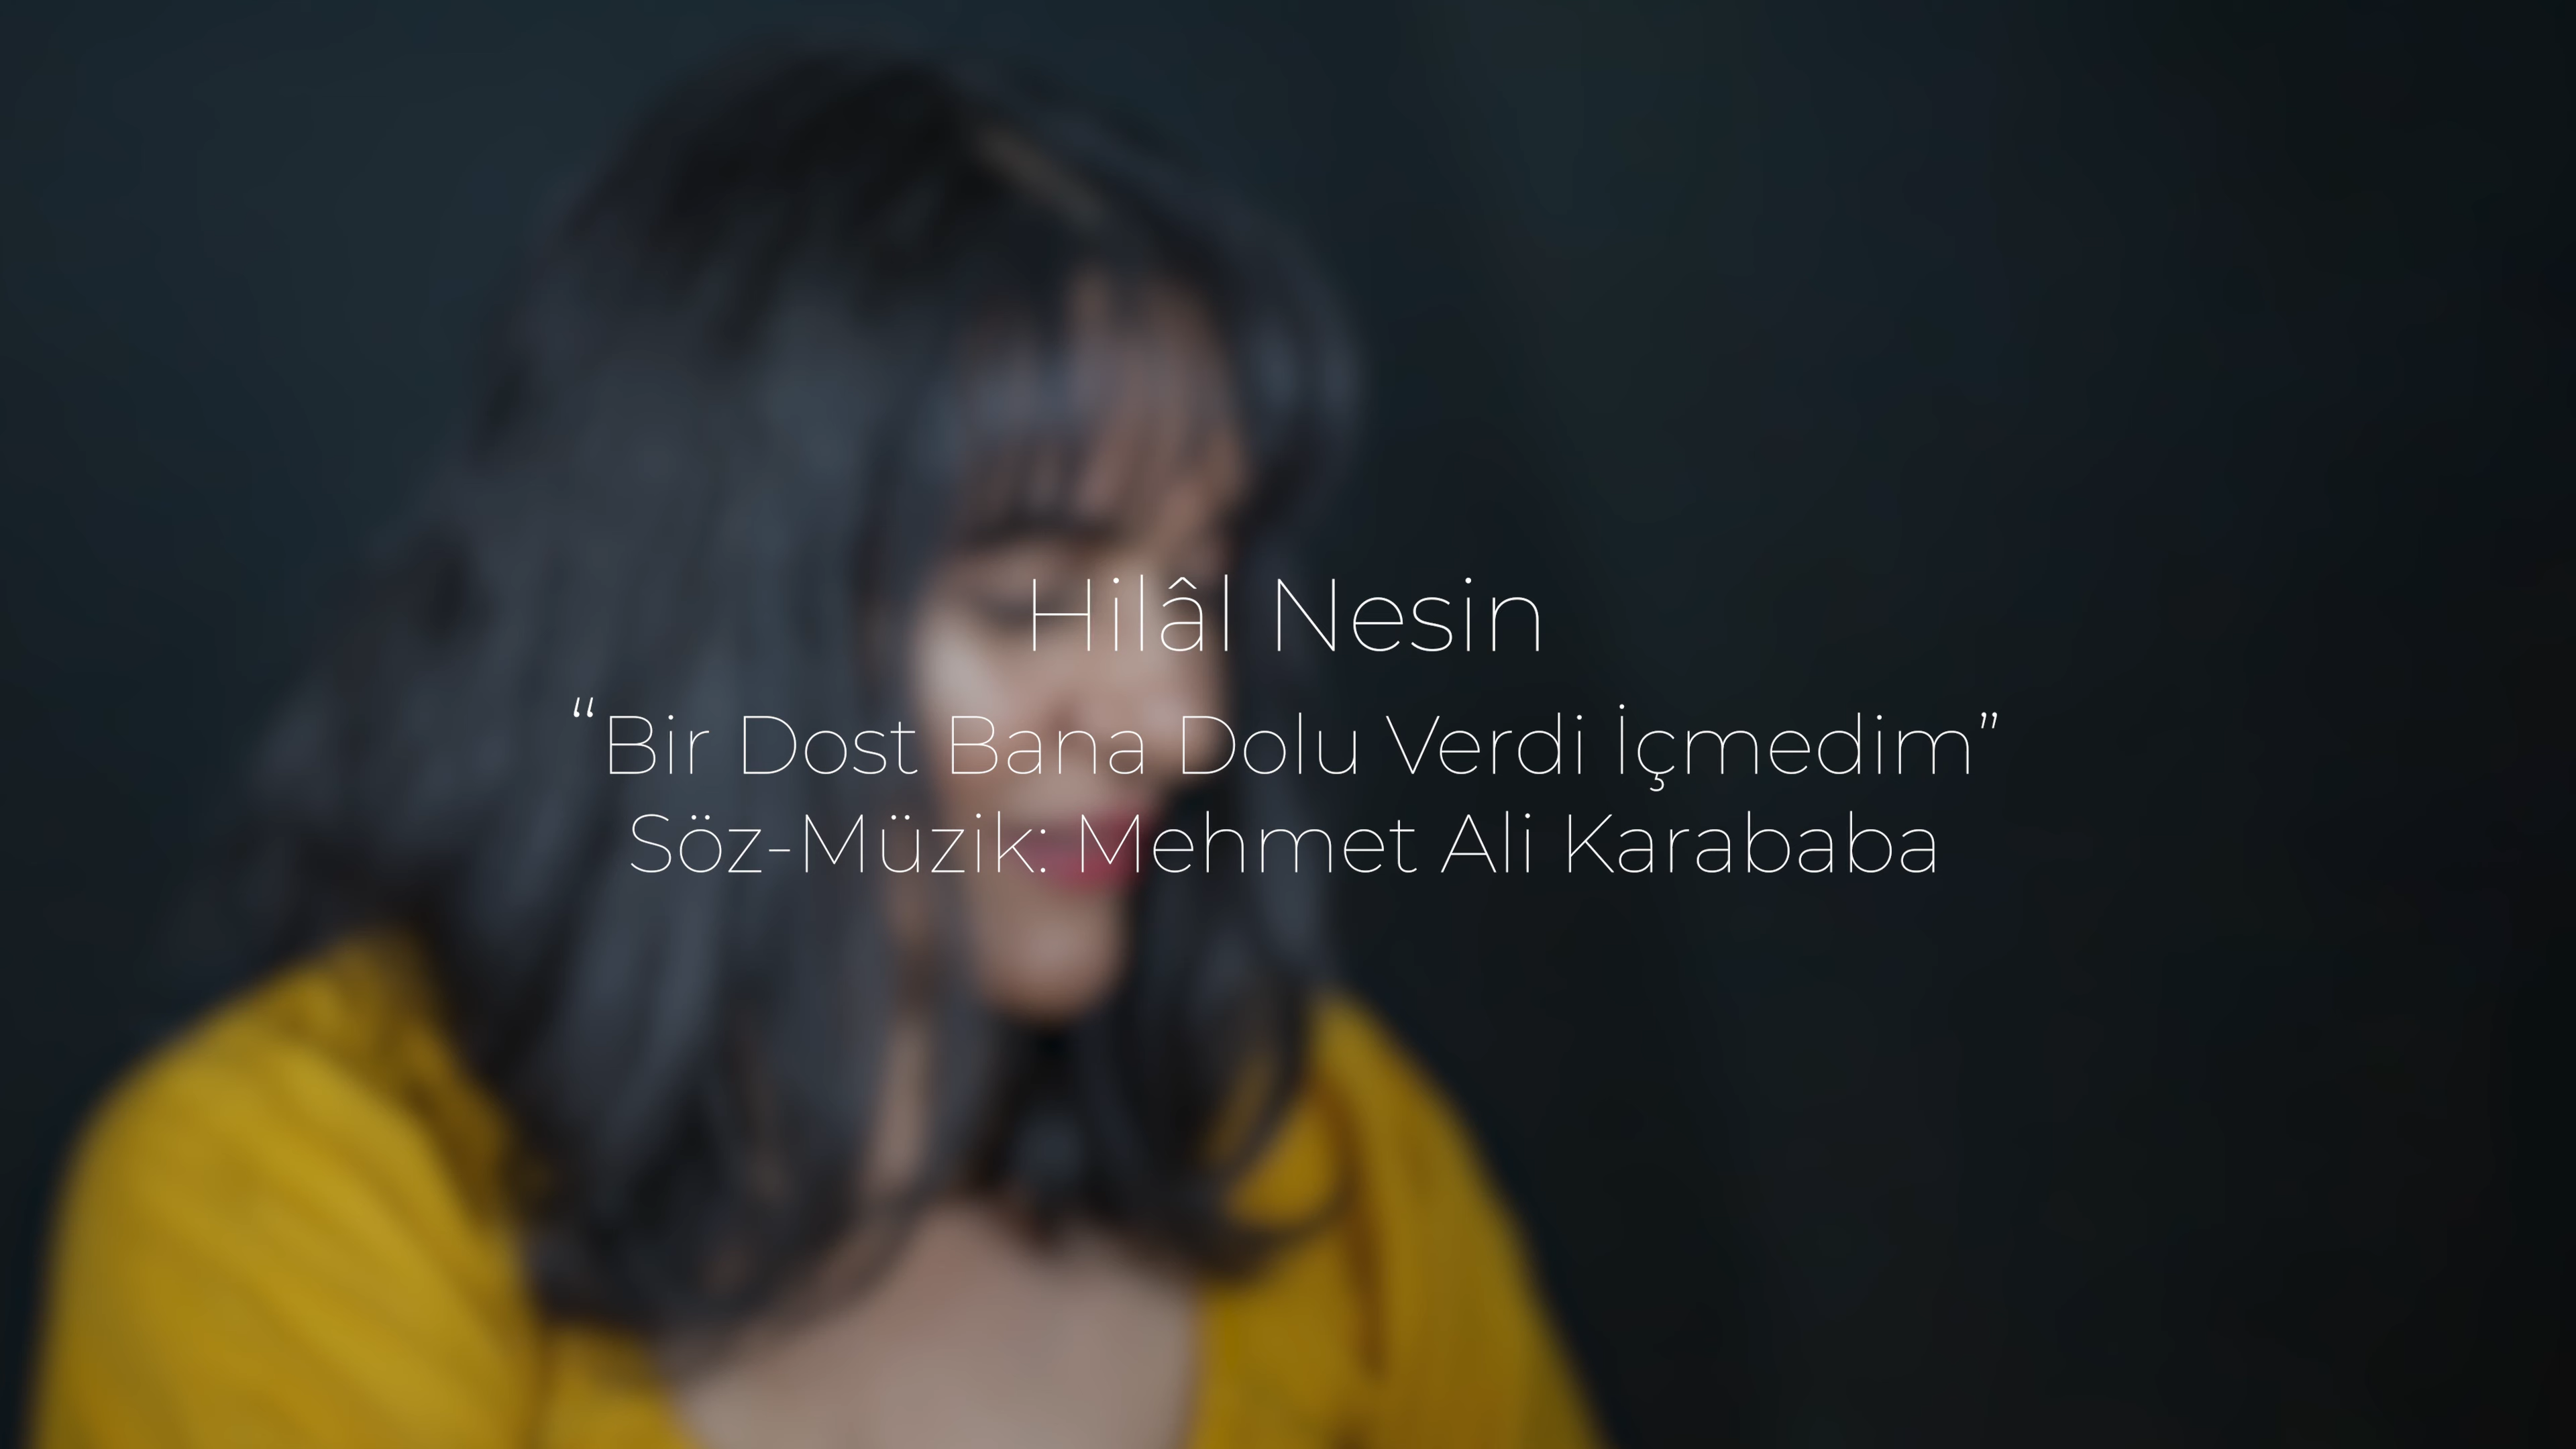 Hilâl Nesin
“Bir Dost Bana Dolu Verdi İçmedim”
Söz-Müzik: Mehmet Ali Karababa